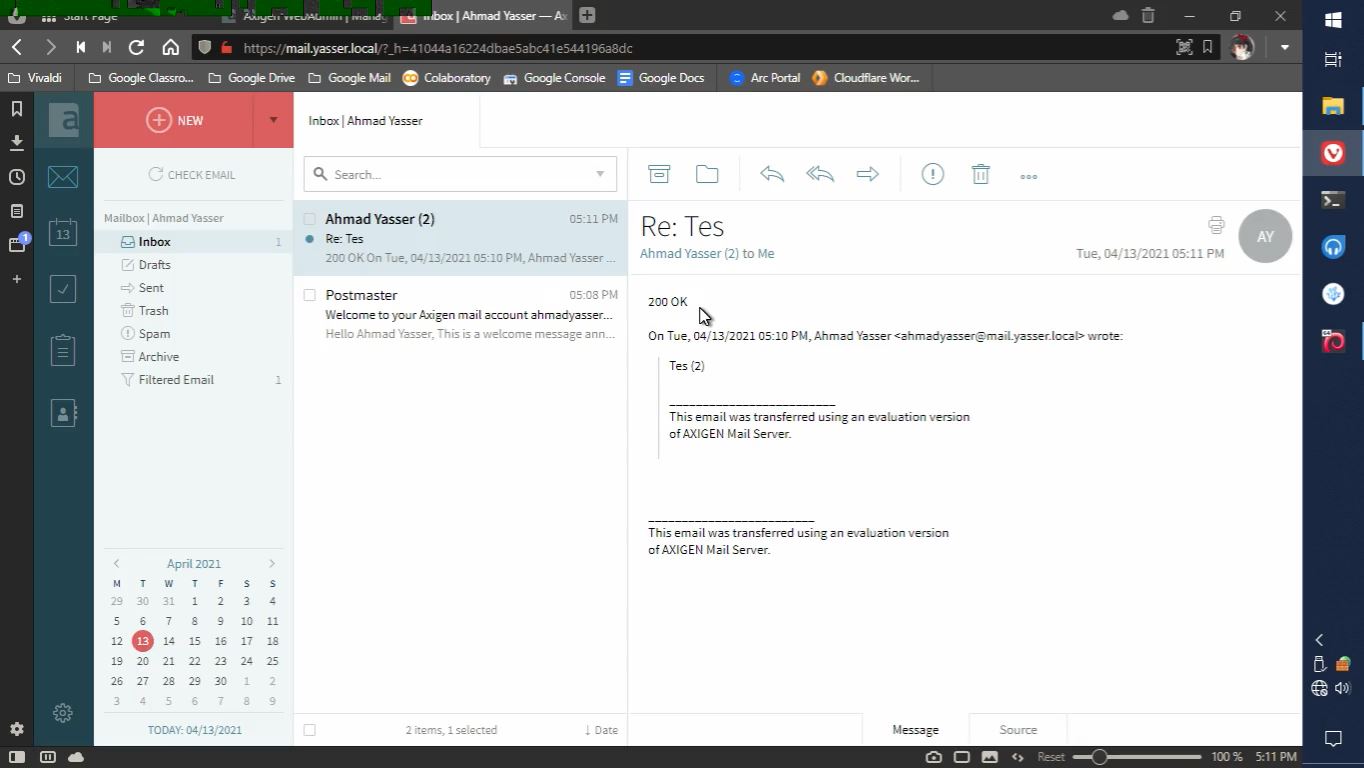 Start Page
Axigen WebAdmin | Manag
Inbox | Ahmad Yasser — Ax
https://mail.yasser.local/?_h=41044a16224dbae5abc41e544196a8dc
Vivaldi
Google Classro...
Google Drive
Google Mail
Colaboratory
Google Console
Google Docs
Arc Portal
Cloudflare Wor...
a
NEW
Inbox | Ahmad Yasser
CHECK EMAIL
Search...
1
13
Mailbox | Ahmad Yasser
Inbox 1
Drafts
Sent
Trash
Spam
Archive
Filtered Email 1
Ahmad Yasser (2) 05:11 PM
Re: Tes
200 OK On Tue, 04/13/2021 05:10 PM, Ahmad Yasser ...
Postmaster 05:08 PM
Welcome to your Axigen mail account ahmadyasser...
Hello Ahmad Yasser, This is a welcome message ann...
Re: Tes
Ahmad Yasser (2) to Me
Tue, 04/13/2021 05:11 PM
AY
200 OK
On Tue, 04/13/2021 05:10 PM, Ahmad Yasser <ahmadyasser@mail.yasser.local> wrote:
Tes (2)
_________________________
This email was transferred using an evaluation version
of AXIGEN Mail Server.
_________________________
This email was transferred using an evaluation version
of AXIGEN Mail Server.
April 2021
M T W T F S S
29 30 31 1 2 3 4
5 6 7 8 9 10 11
12 13 14 15 16 17 18
19 20 21 22 23 24 25
26 27 28 29 30 1 2
3 4 5 6 7 8 9
TODAY: 04/13/2021
2 items, 1 selected
↓ Date
Message
Source
Reset
100 %
5:11 PM